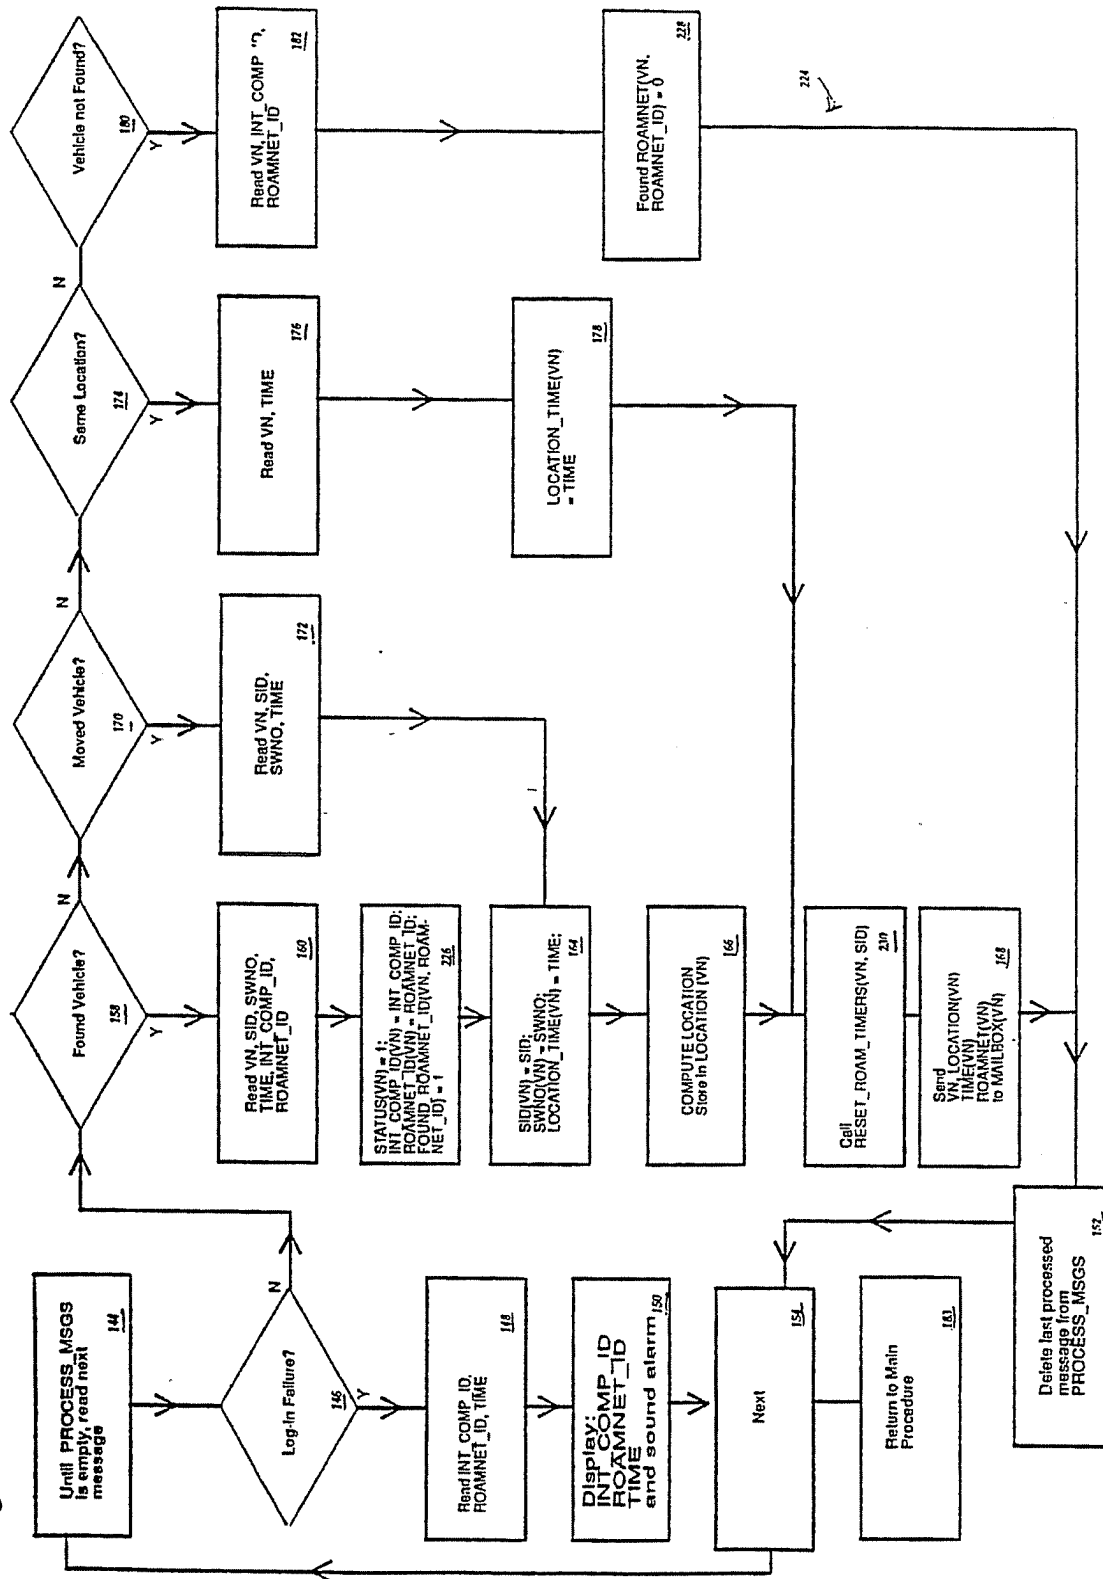 Until PROCESS_MSGS
is empty, read next
message
144
Log-In Failure?
146
N
Y
Read INT_COMP_ID,
ROAMNET_ID, TIME
148
Display:
INT_COMP_ID
ROAMNET_ID
TIME
and sound alarm
150
Next
154
Return to Main
Procedure
183
Found Vehicle?
158
N
Y
Read VN, SID, SWNO,
TIME, INT_COMP_ID,
ROAMNET_ID
160
STATUS(VN) = 1;
INT_COMP_ID(VN) = INT_COMP_ID;
ROAMNET_ID(VN) = ROAMNET_ID;
FOUND_ROAMNET_ID(VN, ROAM-
NET_ID) = 1
226
SID(VN) = SID;
SWNO(VN) = SWNO;
LOCATION_TIME(VN) = TIME;
164
COMPUTE LOCATION
Store in LOCATION (VN)
166
Call
RESET_ROAM_TIMERS(VN, SID)
230
Send
VN, LOCATION(VN)
TIME(VN)
ROAMNET(VN)
to MAILBOX(VN)
168
Delete last processed
message from
PROCESS_MSGS
152
Moved Vehicle?
170
N
Y
Read VN, SID,
SWNO, TIME
172
Same Location?
174
N
Y
Read VN, TIME
176
LOCATION_TIME(VN)
= TIME
178
Vehicle not Found?
180
Y
Read VN, INT_COMP
ROAMNET_ID
182
Found ROAMNET(VN,
ROAMNET_ID) = 0
228
224